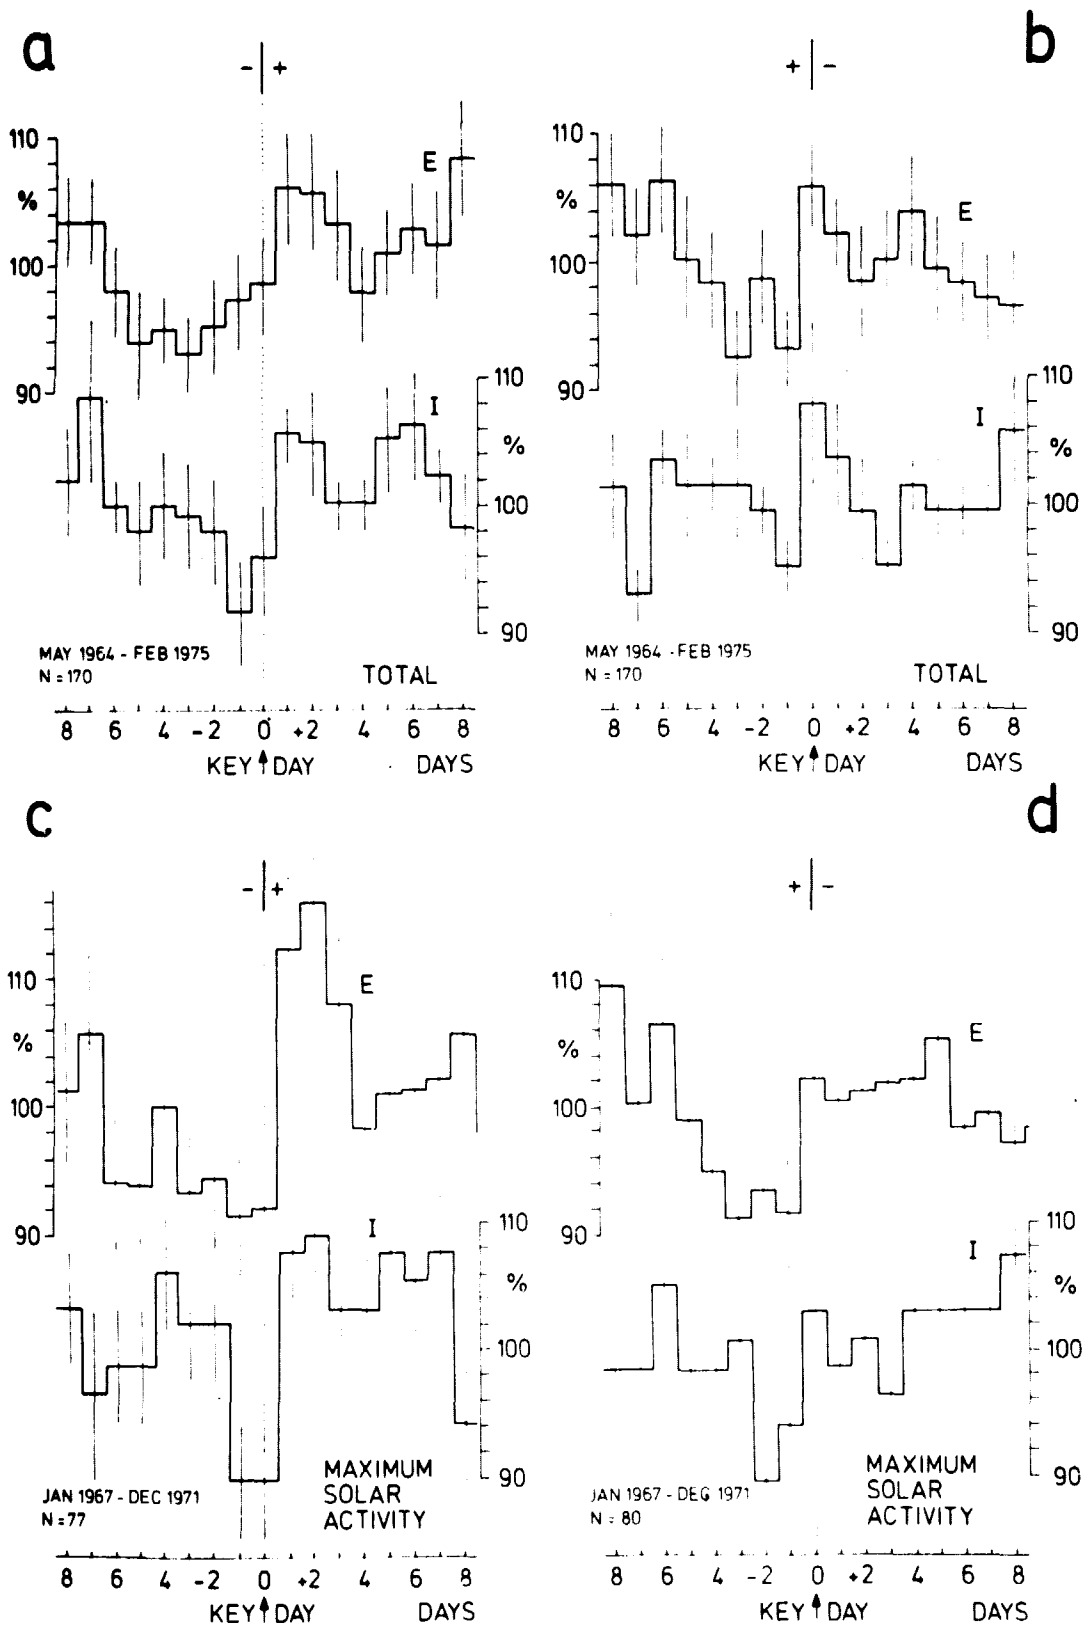 a
- +
110
%
100
90
E
I
110
%
100
90
MAY 1964 - FEB 1975
N = 170
TOTAL
8 6 4 -2 0 +2 4 6 8
KEY DAY DAYS
b
+ -
110
%
100
90
E
I
110
%
100
90
MAY 1964 - FEB 1975
N = 170
TOTAL
8 6 4 -2 0 +2 4 6 8
KEY DAY DAYS
c
- +
110
%
100
90
E
I
110
%
100
90
JAN 1967 - DEC 1971
N = 77
MAXIMUM
SOLAR
ACTIVITY
8 6 4 -2 0 +2 4 6 8
KEY DAY DAYS
d
+ -
110
%
100
90
E
I
110
%
100
90
JAN 1967 - DEC 1971
N = 80
MAXIMUM
SOLAR
ACTIVITY
8 6 4 -2 0 +2 4 6 8
KEY DAY DAYS